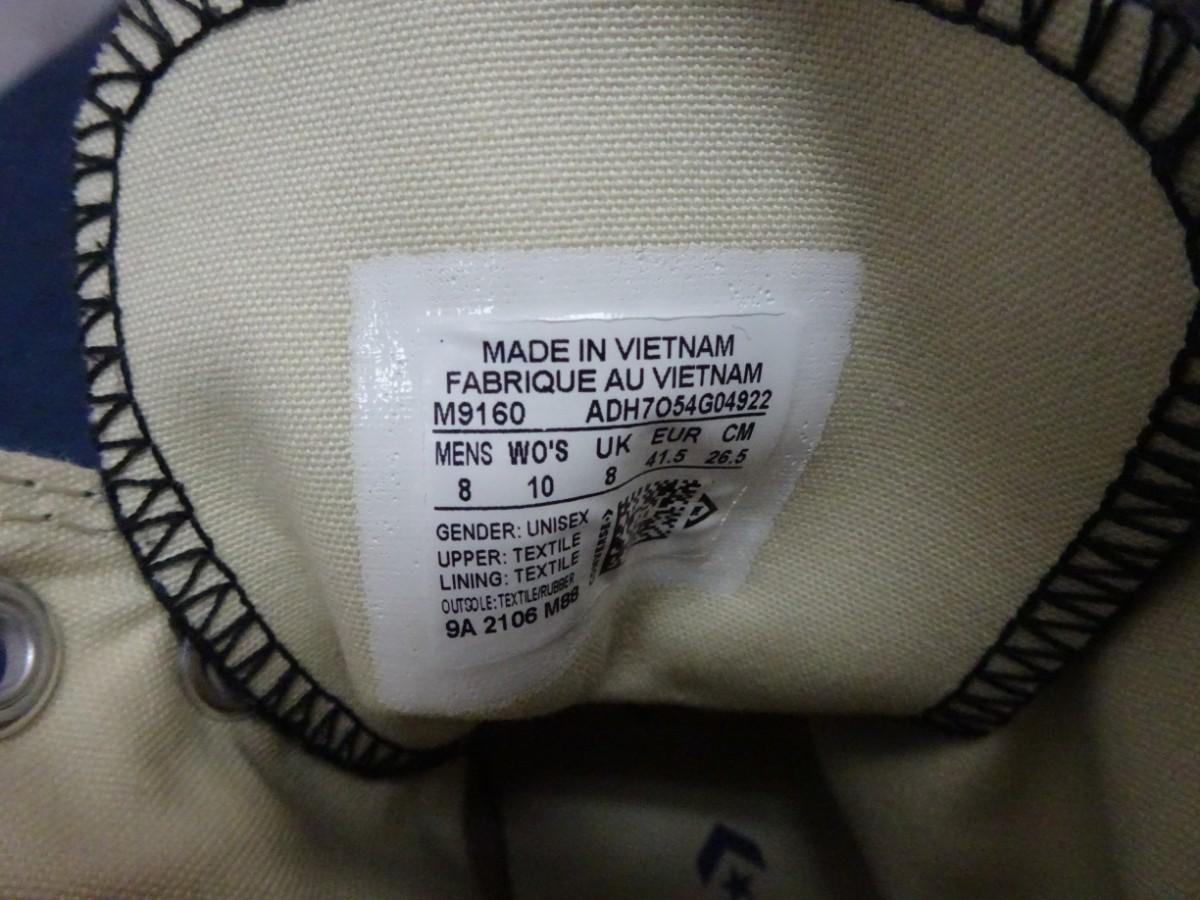 MADE IN VIETNAM
FABRIQUE AU VIETNAM
M9160 ADH7O54G04922
MENS WO'S UK EUR CM
8 10 8 41.5 26.5
GENDER: UNISEX
UPPER: TEXTILE
LINING: TEXTILE
OUTSOLE: TEXTILE/RUBBER
9A 2106 M88
CONVERSE